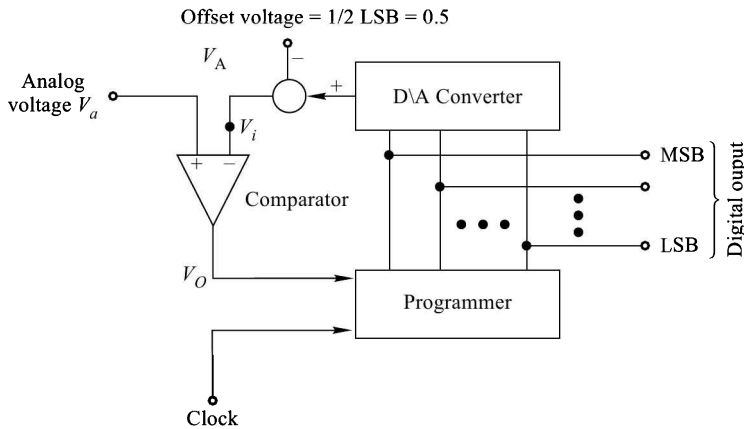 Offset voltage = 1/2 LSB = 0.5
V_A
−
+
Analog
voltage V_a
D\A Converter
V_i
MSB
+ −
Comparator
Digital ouput
LSB
V_O
Programmer
Clock